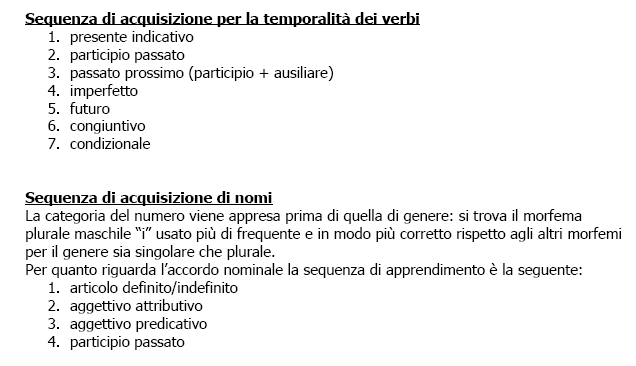 Sequenza di acquisizione per la temporalità dei verbi
1. presente indicativo
2. participio passato
3. passato prossimo (participio + ausiliare)
4. imperfetto
5. futuro
6. congiuntivo
7. condizionale
Sequenza di acquisizione di nomi
La categoria del numero viene appresa prima di quella di genere: si trova il morfema
plurale maschile “i” usato più di frequente e in modo più corretto rispetto agli altri morfemi
per il genere sia singolare che plurale.
Per quanto riguarda l’accordo nominale la sequenza di apprendimento è la seguente:
1. articolo definito/indefinito
2. aggettivo attributivo
3. aggettivo predicativo
4. participio passato